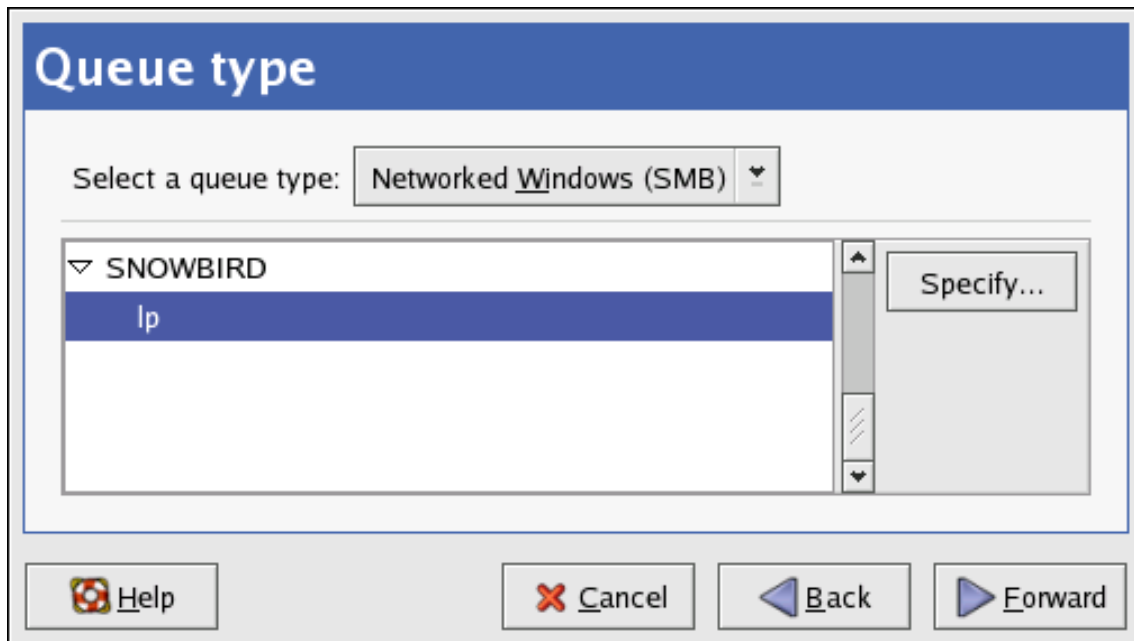 Queue type
Select a queue type: Networked Windows (SMB)
SNOWBIRD
lp
Specify...
Help
Cancel
Back
Forward